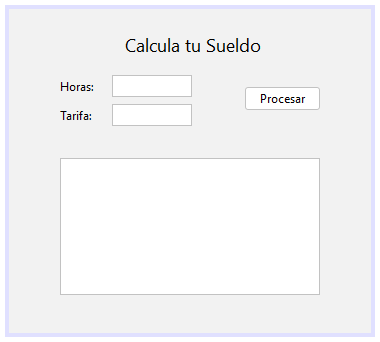 Calcula tu Sueldo
Horas:
Procesar
Tarifa: